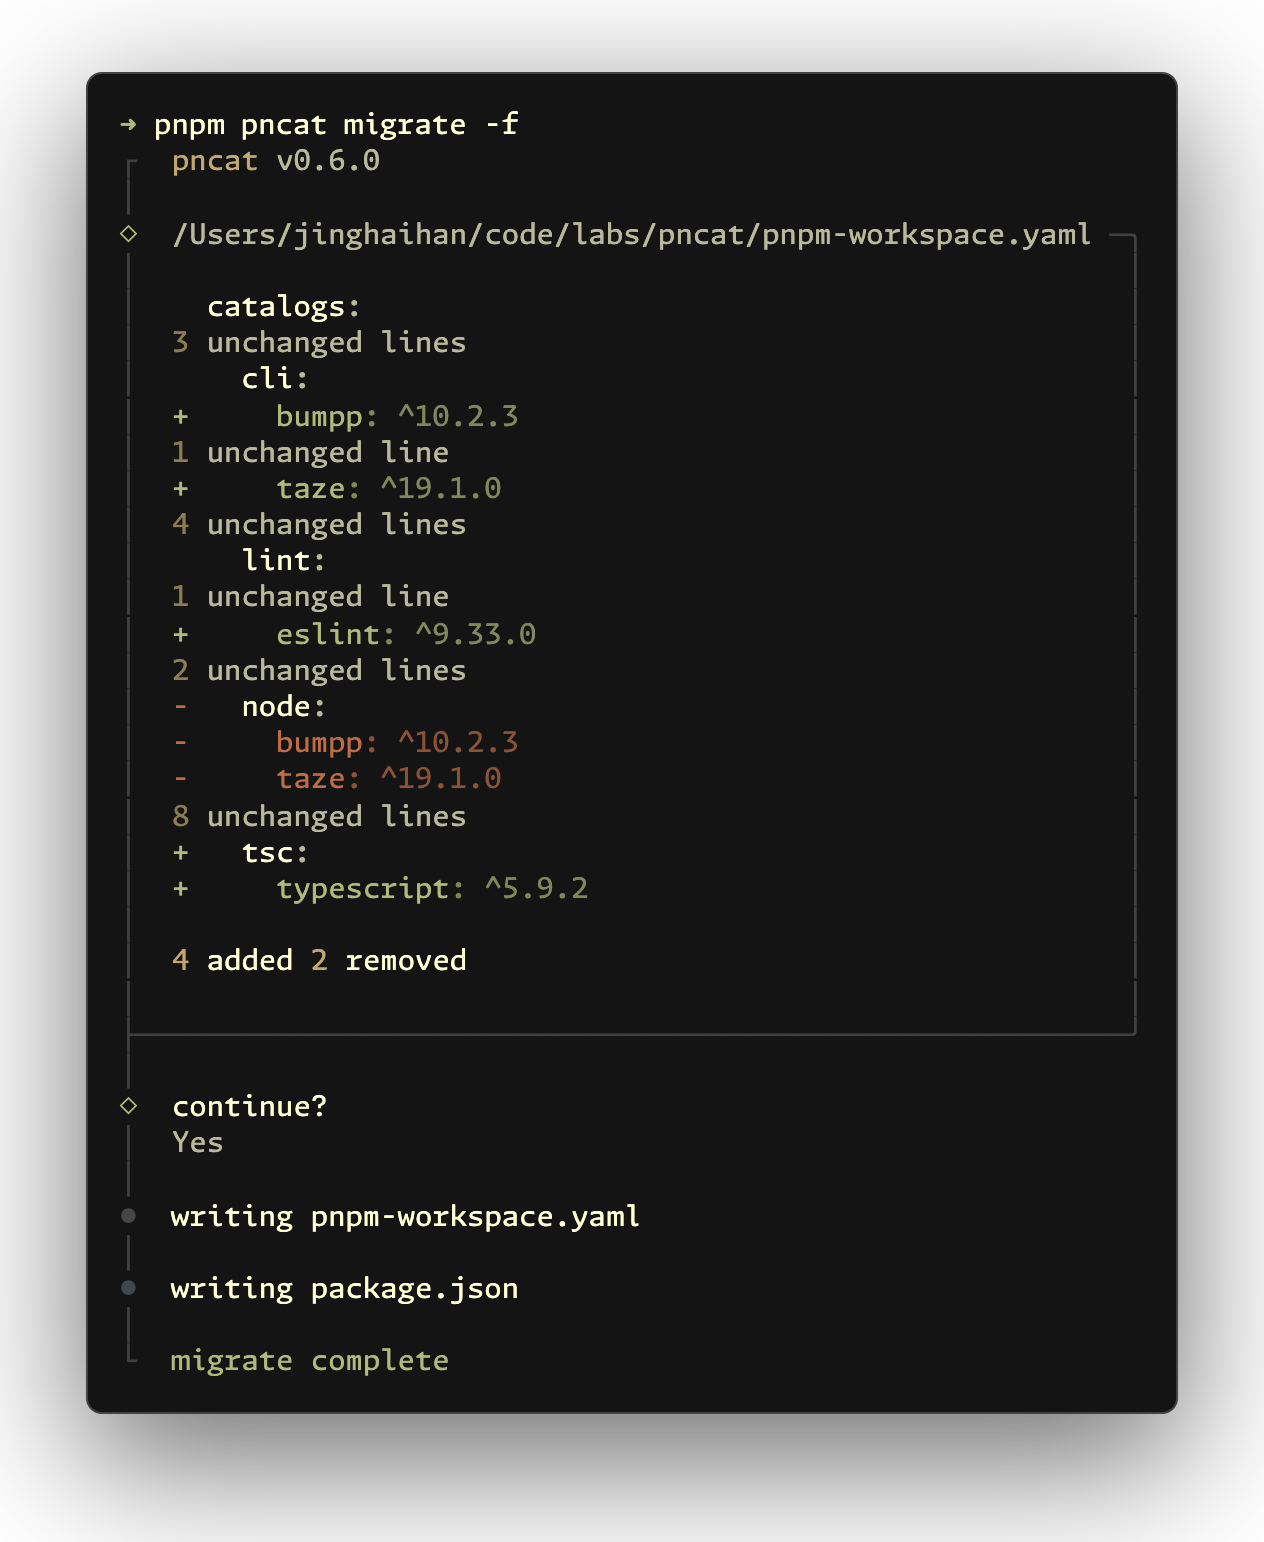 ➜ pnpm pncat migrate -f
pncat v0.6.0
/Users/jinghaihan/code/labs/pncat/pnpm-workspace.yaml
catalogs:
3 unchanged lines
cli:
+ bumpp: ^10.2.3
1 unchanged line
+ taze: ^19.1.0
4 unchanged lines
lint:
1 unchanged line
+ eslint: ^9.33.0
2 unchanged lines
- node:
- bumpp: ^10.2.3
- taze: ^19.1.0
8 unchanged lines
+ tsc:
+ typescript: ^5.9.2
4 added 2 removed
continue?
Yes
writing pnpm-workspace.yaml
writing package.json
migrate complete